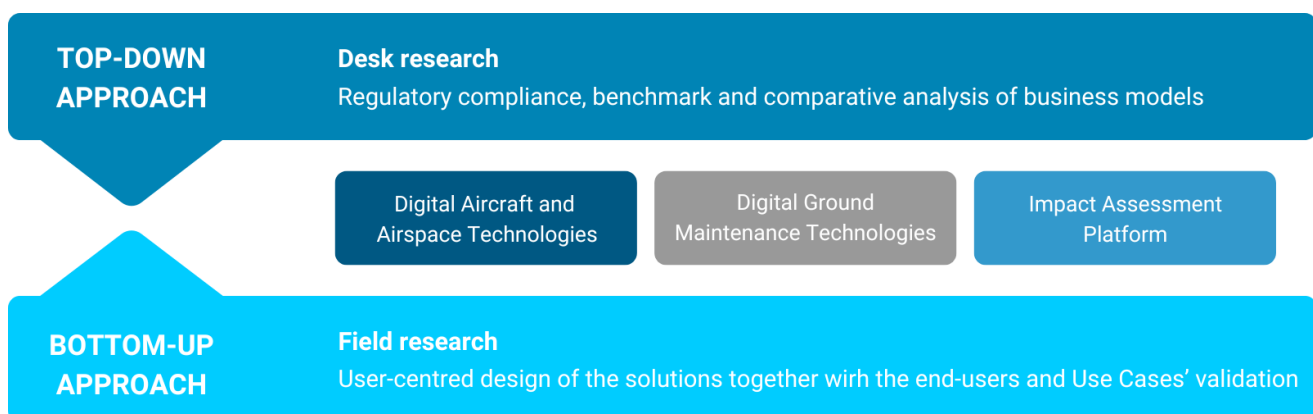 TOP-DOWN
APPROACH
Desk research
Regulatory compliance, benchmark and comparative analysis of business models
Digital Aircraft and
Airspace Technologies
Digital Ground
Maintenance Technologies
Impact Assessment
Platform
BOTTOM-UP
APPROACH
Field research
User-centred design of the solutions together wirh the end-users and Use Cases’ validation